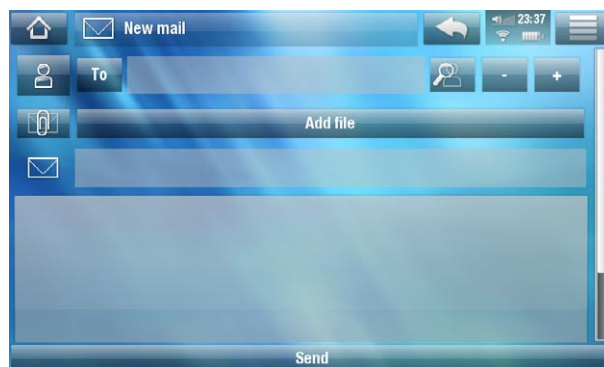 New mail
23:37
To
-
+
Add file
Send